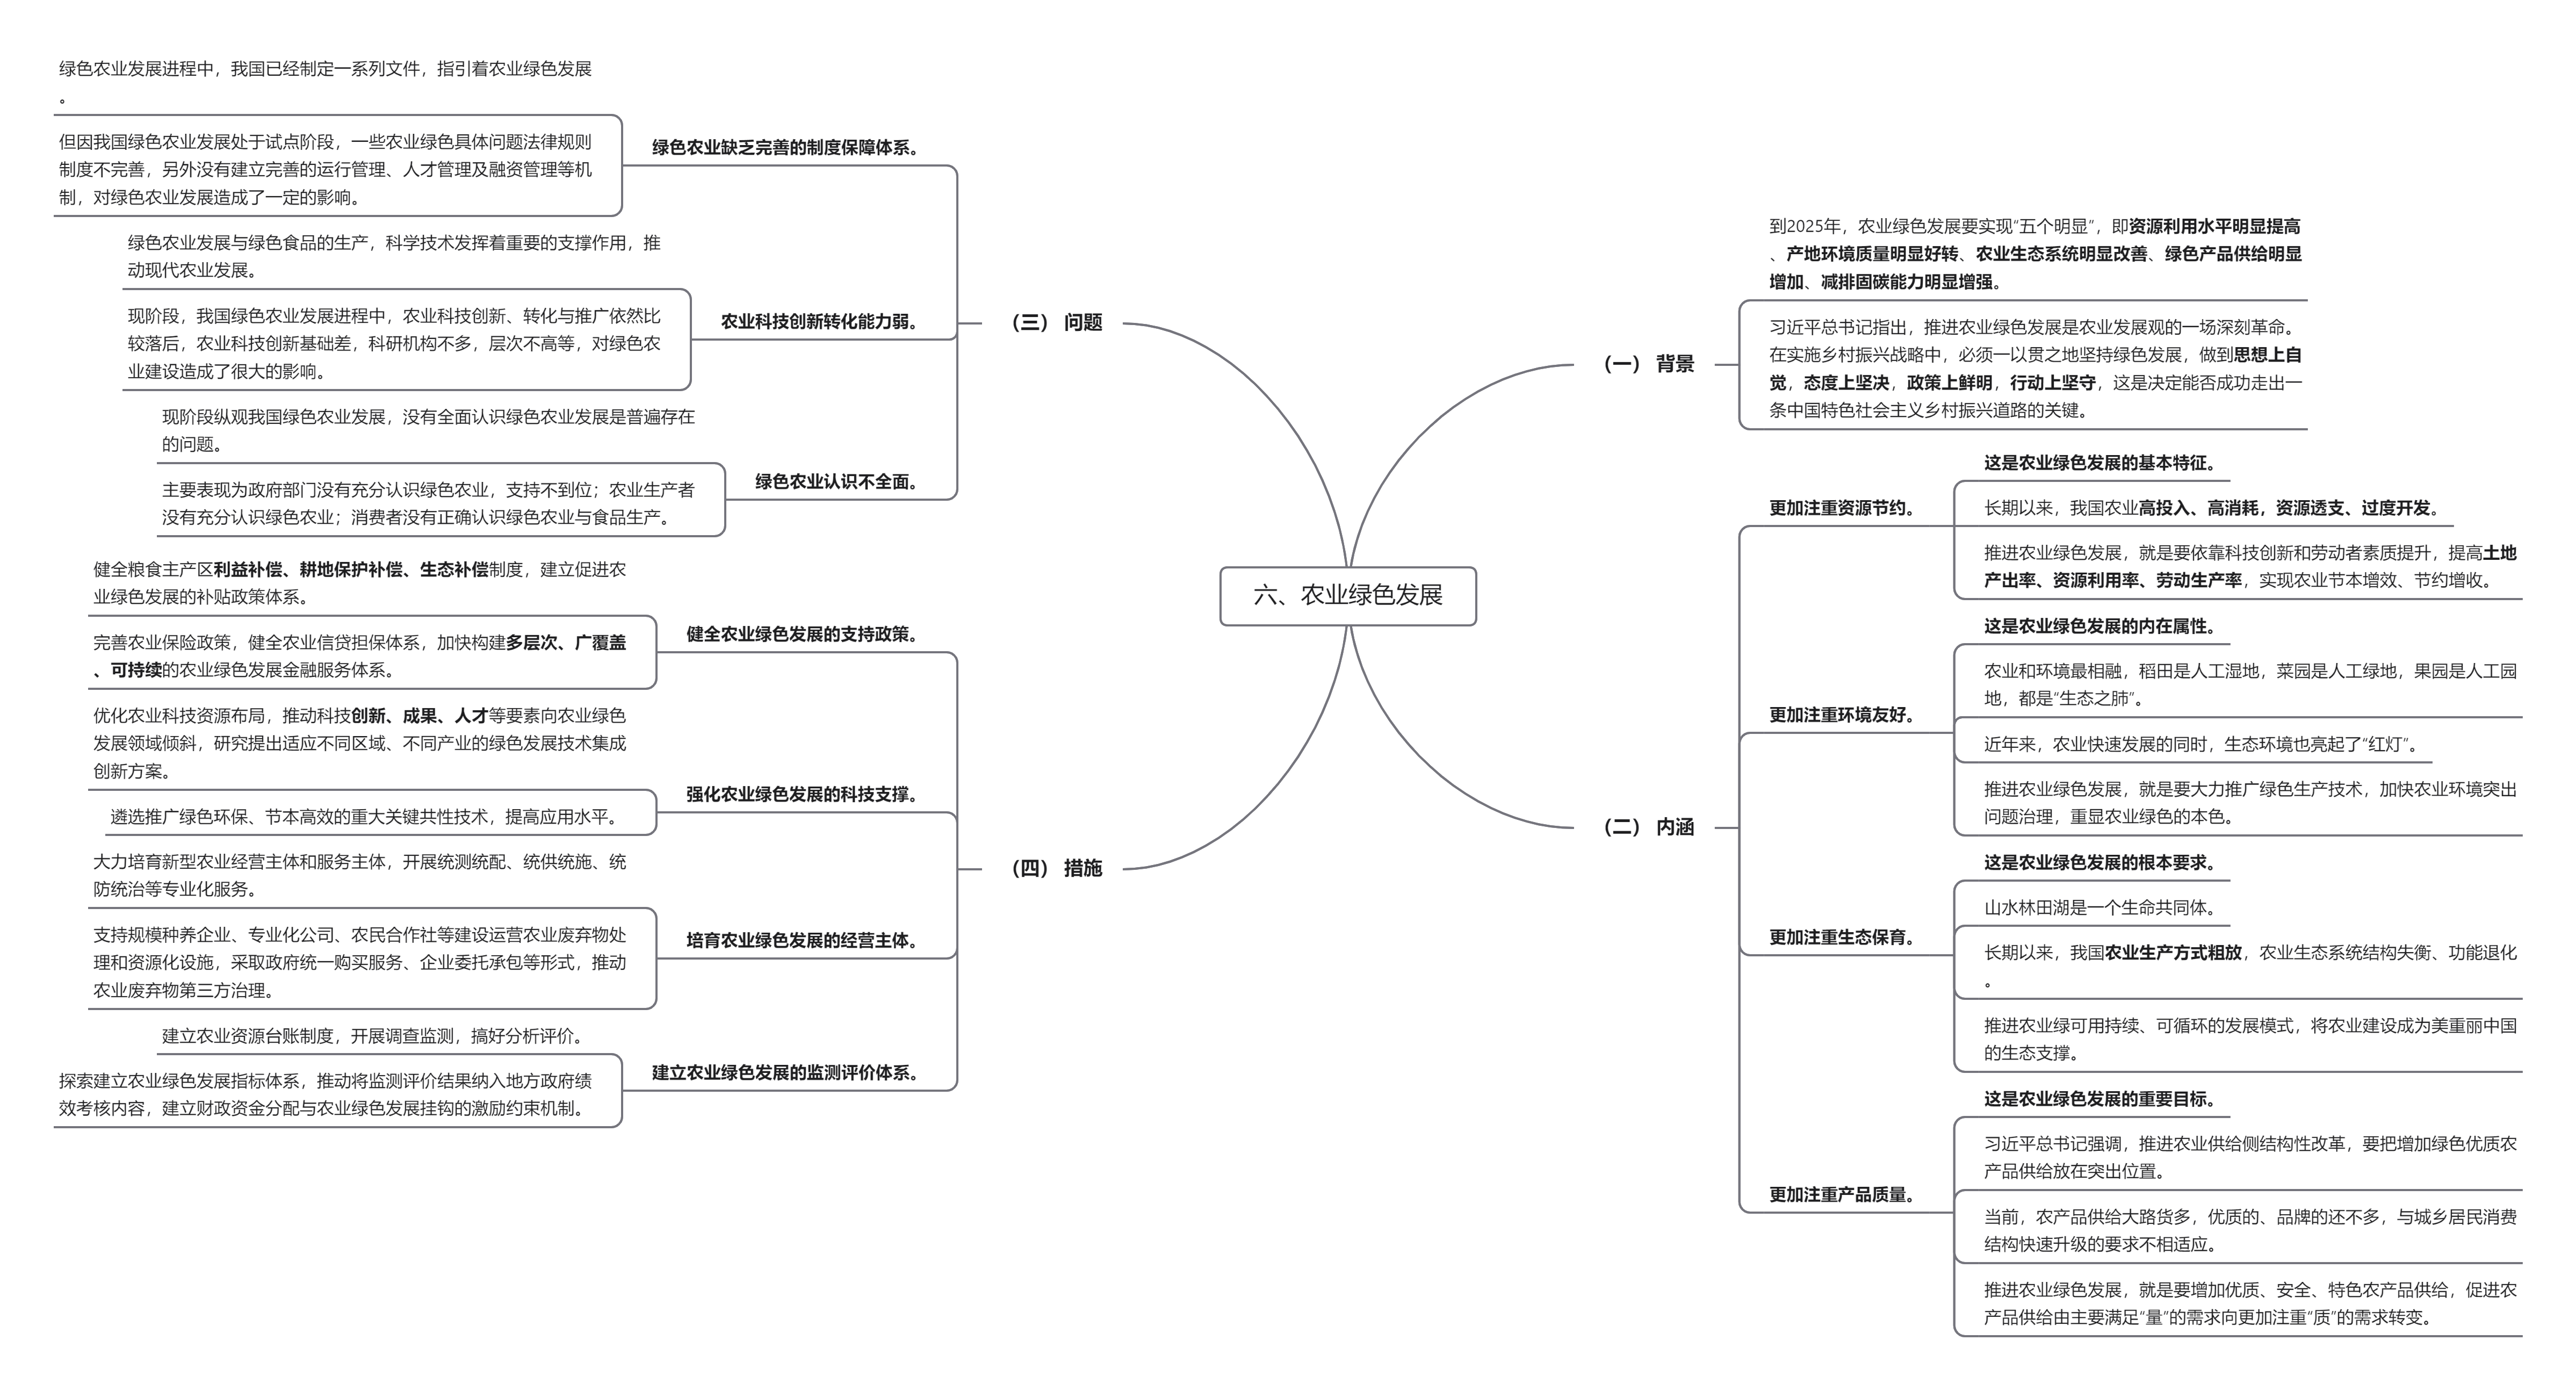 六、农业绿色发展
（一） 背景
到2025年，农业绿色发展要实现“五个明显”，即资源利用水平明显提高
、产地环境质量明显好转、农业生态系统明显改善、绿色产品供给明显
增加、减排固碳能力明显增强。
习近平总书记指出，推进农业绿色发展是农业发展观的一场深刻革命。
在实施乡村振兴战略中，必须一以贯之地坚持绿色发展，做到思想上自
觉，态度上坚决，政策上鲜明，行动上坚守，这是决定能否成功走出一
条中国特色社会主义乡村振兴道路的关键。
（二） 内涵
更加注重资源节约。
这是农业绿色发展的基本特征。
长期以来，我国农业高投入、高消耗，资源透支、过度开发。
推进农业绿色发展，就是要依靠科技创新和劳动者素质提升，提高土地
产出率、资源利用率、劳动生产率，实现农业节本增效、节约增收。
更加注重环境友好。
这是农业绿色发展的内在属性。
农业和环境最相融，稻田是人工湿地，菜园是人工绿地，果园是人工园
地，都是“生态之肺”。
近年来，农业快速发展的同时，生态环境也亮起了“红灯”。
推进农业绿色发展，就是要大力推广绿色生产技术，加快农业环境突出
问题治理，重显农业绿色的本色。
更加注重生态保育。
这是农业绿色发展的根本要求。
山水林田湖是一个生命共同体。
长期以来，我国农业生产方式粗放，农业生态系统结构失衡、功能退化
。
推进农业绿可用持续、可循环的发展模式，将农业建设成为美重丽中国
的生态支撑。
更加注重产品质量。
这是农业绿色发展的重要目标。
习近平总书记强调，推进农业供给侧结构性改革，要把增加绿色优质农
产品供给放在突出位置。
当前，农产品供给大路货多，优质的、品牌的还不多，与城乡居民消费
结构快速升级的要求不相适应。
推进农业绿色发展，就是要增加优质、安全、特色农产品供给，促进农
产品供给由主要满足“量”的需求向更加注重“质”的需求转变。
（三） 问题
绿色农业缺乏完善的制度保障体系。
绿色农业发展进程中，我国已经制定一系列文件，指引着农业绿色发展
。
但因我国绿色农业发展处于试点阶段，一些农业绿色具体问题法律规则
制度不完善，另外没有建立完善的运行管理、人才管理及融资管理等机
制，对绿色农业发展造成了一定的影响。
农业科技创新转化能力弱。
绿色农业发展与绿色食品的生产，科学技术发挥着重要的支撑作用，推
动现代农业发展。
现阶段，我国绿色农业发展进程中，农业科技创新、转化与推广依然比
较落后，农业科技创新基础差，科研机构不多，层次不高等，对绿色农
业建设造成了很大的影响。
绿色农业认识不全面。
现阶段纵观我国绿色农业发展，没有全面认识绿色农业发展是普遍存在
的问题。
主要表现为政府部门没有充分认识绿色农业，支持不到位；农业生产者
没有充分认识绿色农业；消费者没有正确认识绿色农业与食品生产。
（四） 措施
健全农业绿色发展的支持政策。
健全粮食主产区利益补偿、耕地保护补偿、生态补偿制度，建立促进农
业绿色发展的补贴政策体系。
完善农业保险政策，健全农业信贷担保体系，加快构建多层次、广覆盖
、可持续的农业绿色发展金融服务体系。
强化农业绿色发展的科技支撑。
优化农业科技资源布局，推动科技创新、成果、人才等要素向农业绿色
发展领域倾斜，研究提出适应不同区域、不同产业的绿色发展技术集成
创新方案。
遴选推广绿色环保、节本高效的重大关键共性技术，提高应用水平。
培育农业绿色发展的经营主体。
大力培育新型农业经营主体和服务主体，开展统测统配、统供统施、统
防统治等专业化服务。
支持规模种养企业、专业化公司、农民合作社等建设运营农业废弃物处
理和资源化设施，采取政府统一购买服务、企业委托承包等形式，推动
农业废弃物第三方治理。
建立农业绿色发展的监测评价体系。
建立农业资源台账制度，开展调查监测，搞好分析评价。
探索建立农业绿色发展指标体系，推动将监测评价结果纳入地方政府绩
效考核内容，建立财政资金分配与农业绿色发展挂钩的激励约束机制。